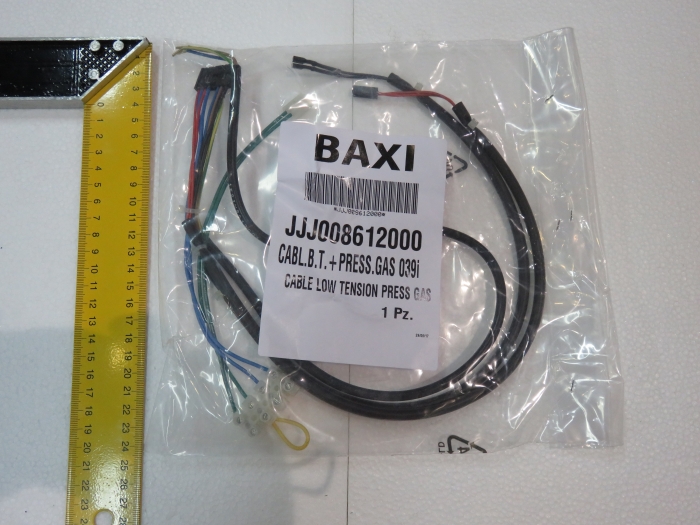 BAXI
*JJJ008612000*
JJJ008612000
CABL.B.T.+PRESS.GAS 039i
CABLE LOW TENSION PRESS GAS
1 Pz.